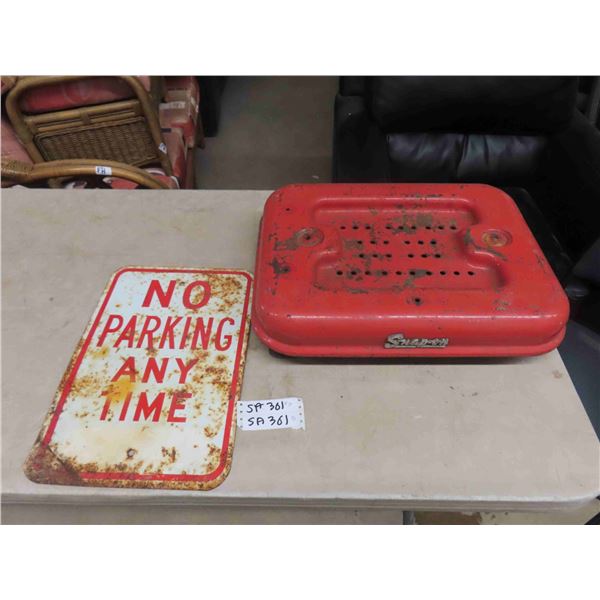 NO
PARKING
ANY
TIME
Snap-on
SA 361
SA 361